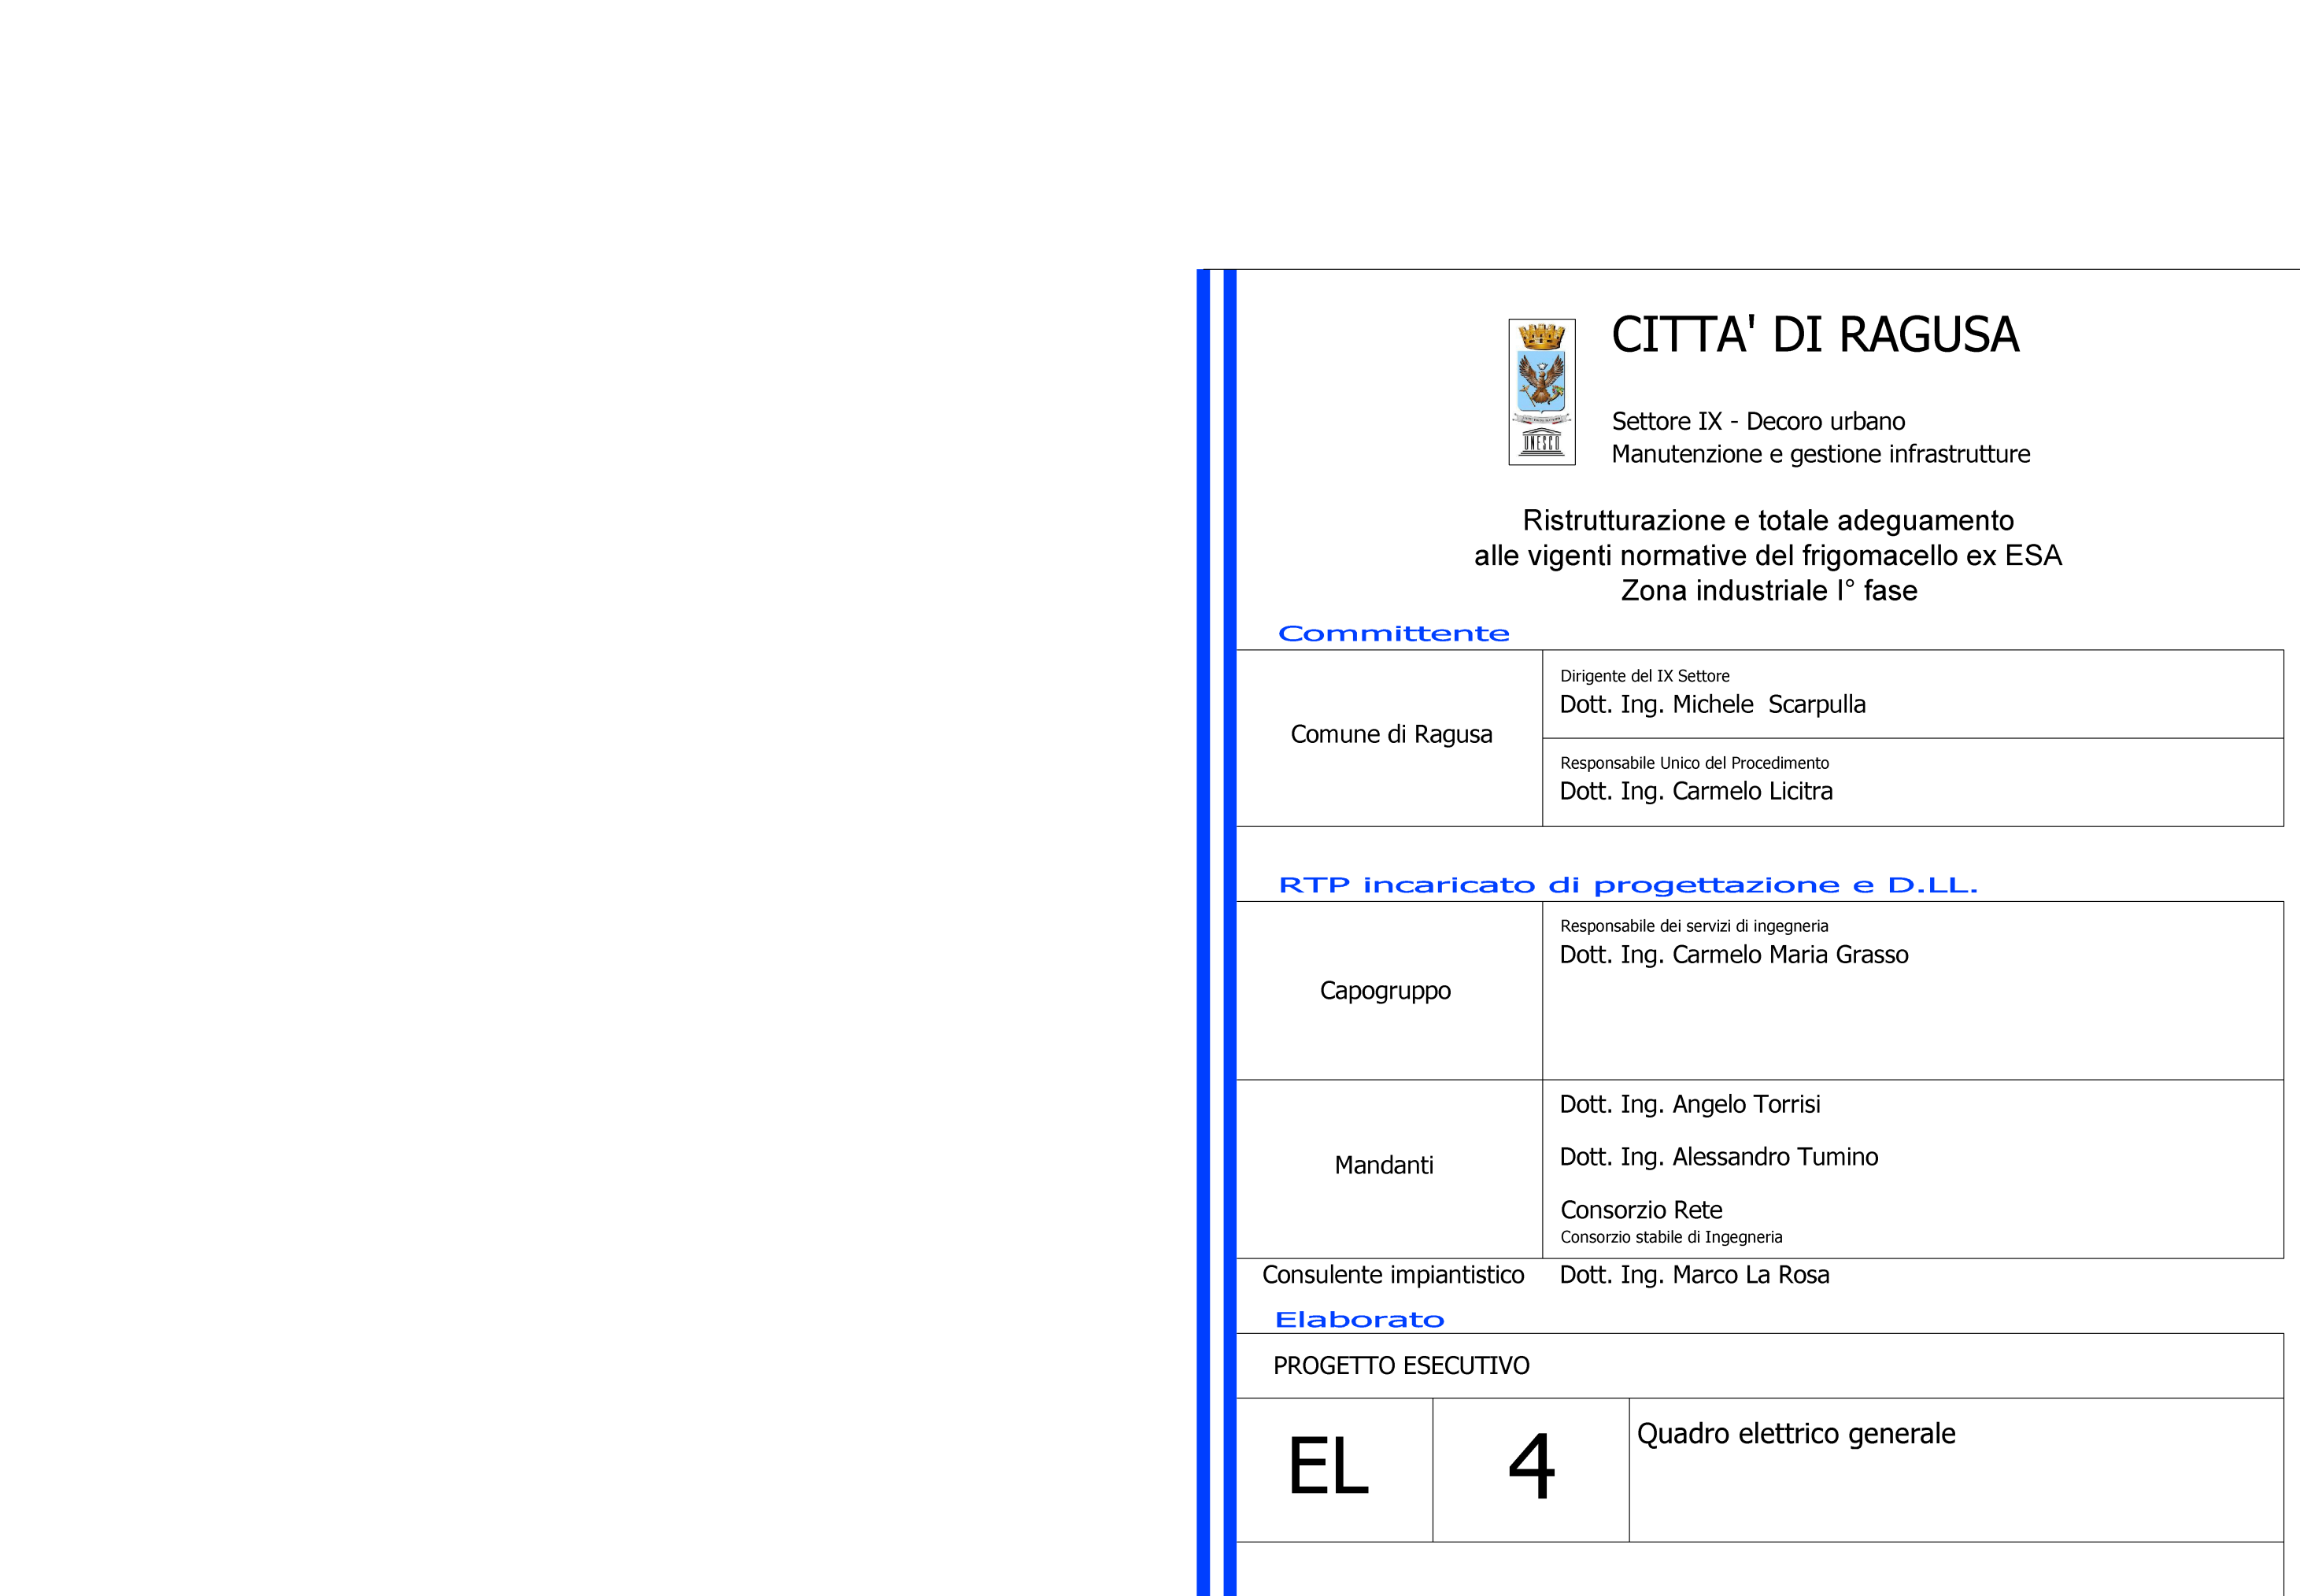 CITTA' DI RAGUSA
UNESCO
Settore IX - Decoro urbano
Manutenzione e gestione infrastrutture
Ristrutturazione e totale adeguamento
alle vigenti normative del frigomacello ex ESA
Zona industriale I° fase
Committente
Comune di Ragusa
Dirigente del IX Settore
Dott. Ing. Michele  Scarpulla
Responsabile Unico del Procedimento
Dott. Ing. Carmelo Licitra
RTP incaricato di progettazione e D.LL.
Capogruppo
Responsabile dei servizi di ingegneria
Dott. Ing. Carmelo Maria Grasso
Mandanti
Dott. Ing. Angelo Torrisi
Dott. Ing. Alessandro Tumino
Consorzio Rete
Consorzio stabile di Ingegneria
Consulente impiantistico Dott. Ing. Marco La Rosa
Elaborato
PROGETTO ESECUTIVO
EL 4 Quadro elettrico generale